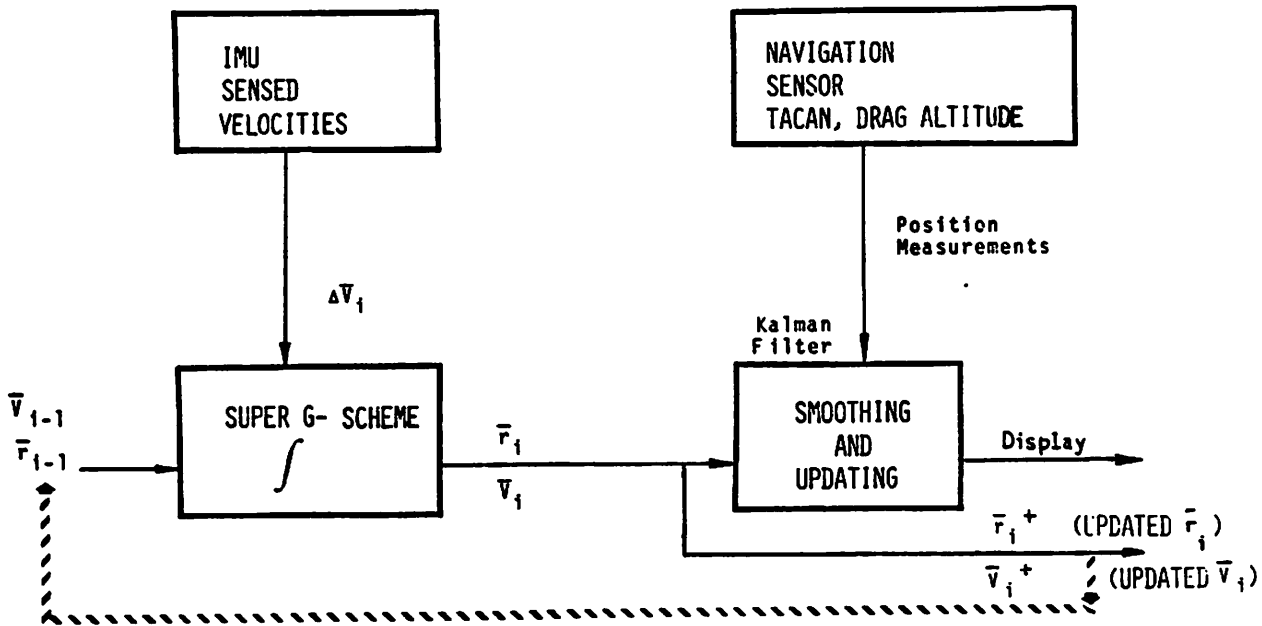 IMU
SENSED
VELOCITIES
NAVIGATION
SENSOR
TACAN, DRAG ALTITUDE
Position
Measurements
ΔV̅ᵢ
Kalman
Filter
V̅ᵢ₋₁
r̅ᵢ₋₁
SUPER G- SCHEME
∫
r̅ᵢ
V̅ᵢ
SMOOTHING
AND
UPDATING
Display
r̅ᵢ⁺ (UPDATED r̅ᵢ)
V̅ᵢ⁺ (UPDATED V̅ᵢ)